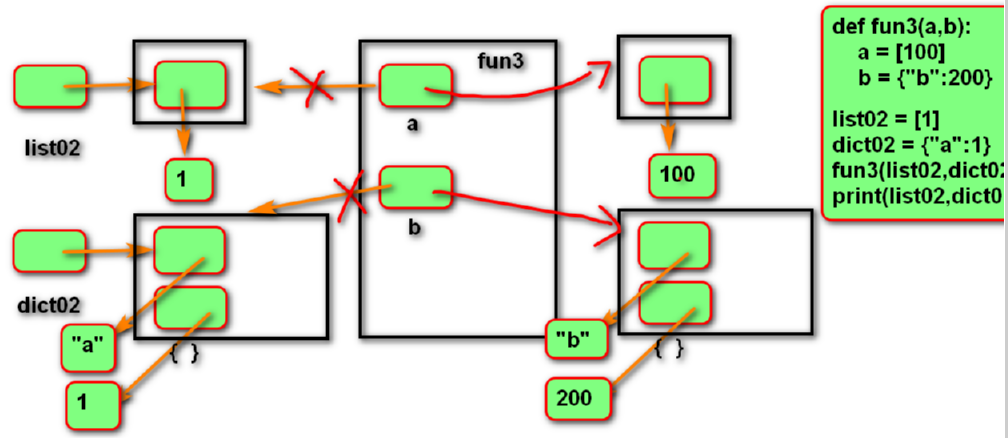 fun3
a
b
list02
1
dict02
"a"
1
{ }
100
"b"
200
{ }
def fun3(a,b):
a = [100]
b = {"b":200}
list02 = [1]
dict02 = {"a":1}
fun3(list02,dict02
print(list02,dict0